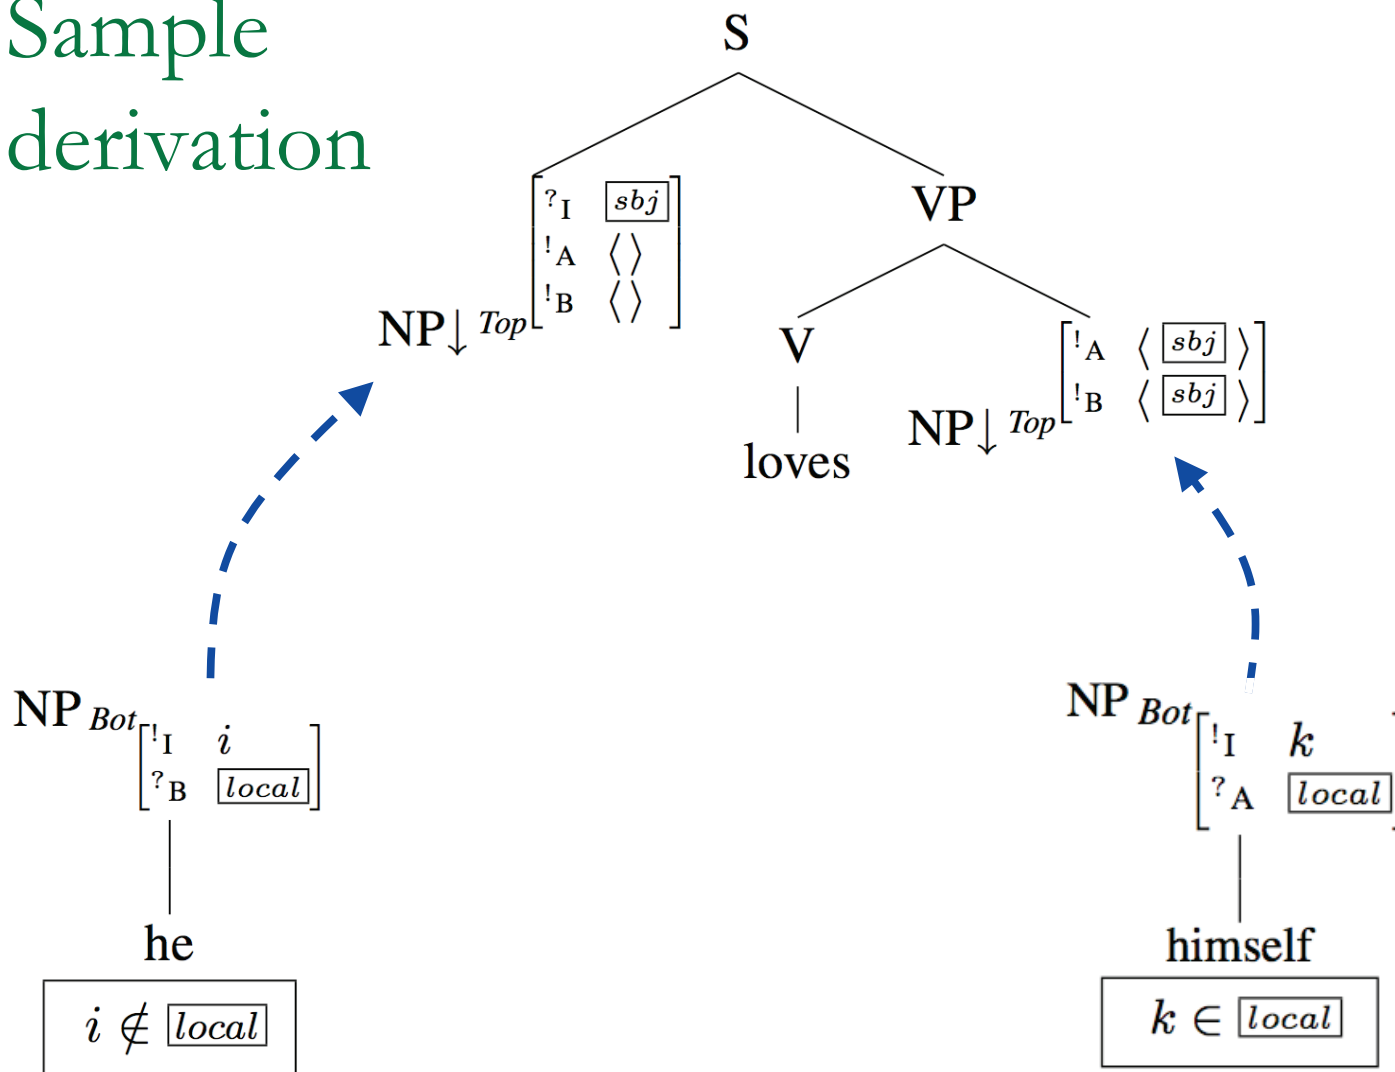 Sample
derivation
S
?I sbj
!A ⟨ ⟩
!B ⟨ ⟩
NP↓ Top
VP
V
loves
!A ⟨ sbj ⟩
!B ⟨ sbj ⟩
NP↓ Top
NP Bot
!I i
?B local
he
i ∉ local
NP Bot
!I k
?A local
himself
k ∈ local